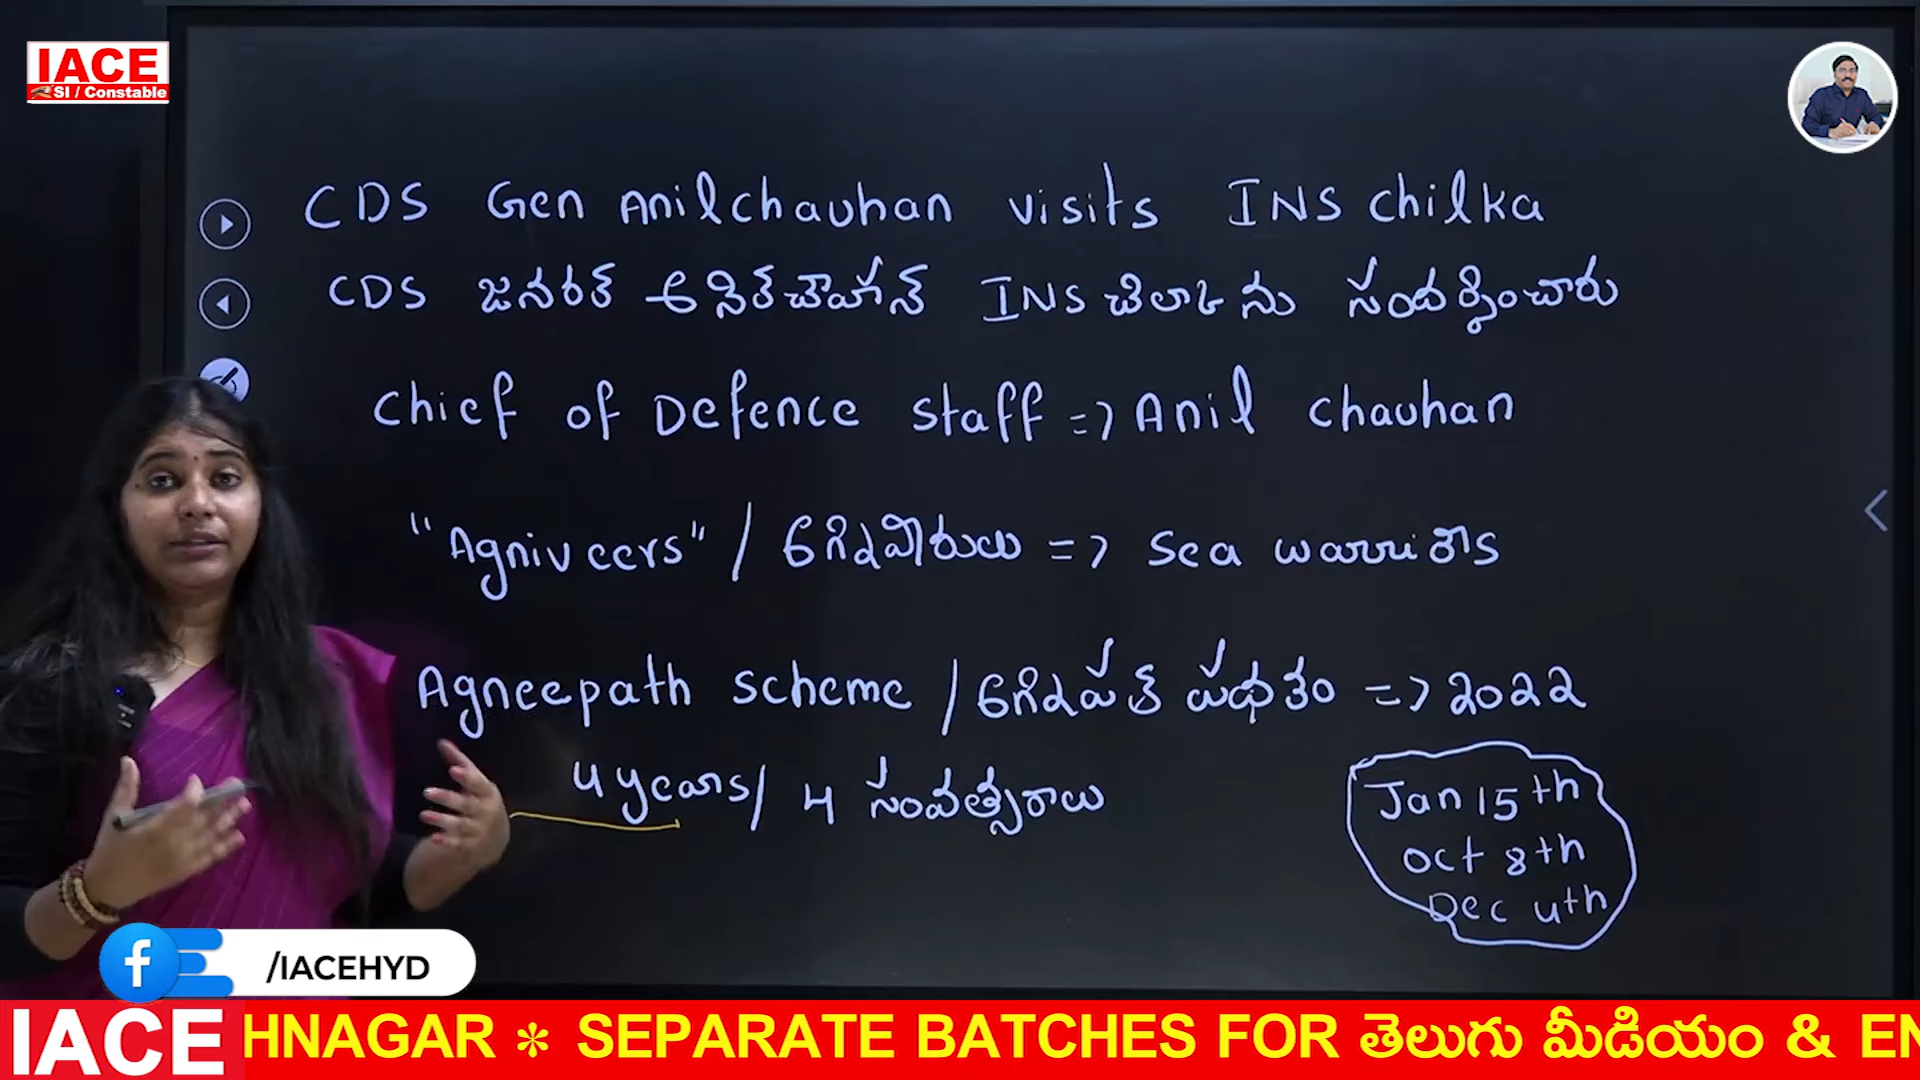 IACE
SI / Constable
CDS Gen Anilchauhan visits INS chilka
CDS జనరల్ అనిల్చౌహాన్ INS చిలాకను సందర్శించారు
Chief of Defence staff => Anil chauhan
"Agniveers" / అగ్నివీరులు => Sea warriors
Agneepath scheme / అగ్నిపథ్ పథకం => 2022
4 years / 4 సంవత్సరాలు
Jan 15th
Oct 8th
Dec 4th
/IACEHYD
IACE HNAGAR * SEPARATE BATCHES FOR తెలుగు మీడియం & EN